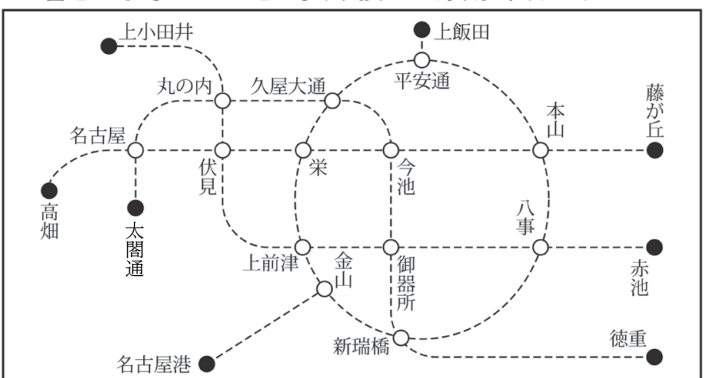 上小田井
上飯田
丸の内
久屋大通
平安通
本山
藤が丘
名古屋
伏見
栄
今池
高畑
太閤通
八事
上前津
金山
御器所
赤池
新瑞橋
徳重
名古屋港